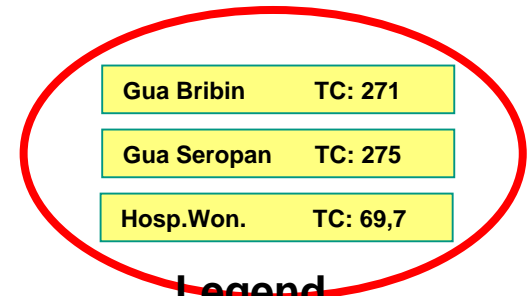 Gua Bribin TC: 271
Gua Seropan TC: 275
Hosp.Won. TC: 69,7
Legend